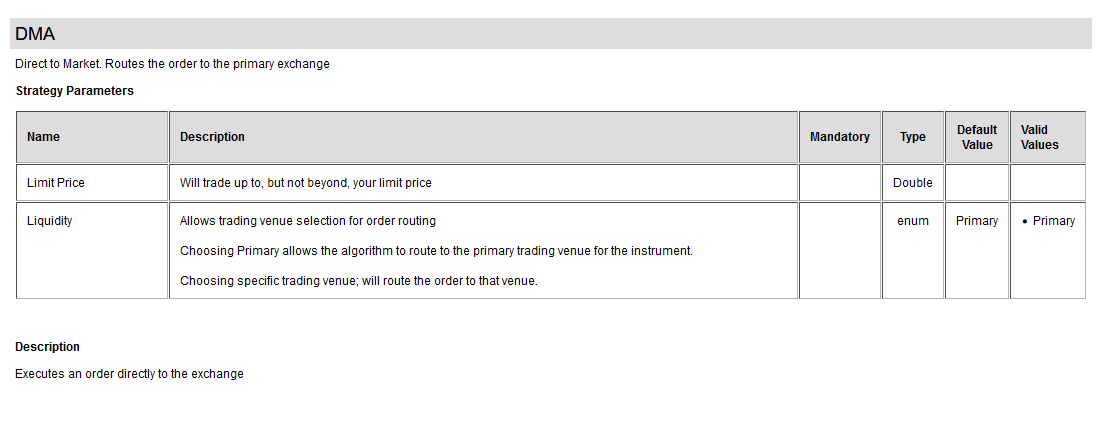 DMA
Direct to Market. Routes the order to the primary exchange
Strategy Parameters
Name Description Mandatory Type Default Value Valid Values
Limit Price Will trade up to, but not beyond, your limit price Double
Liquidity Allows trading venue selection for order routing enum Primary • Primary
Choosing Primary allows the algorithm to route to the primary trading venue for the instrument.
Choosing specific trading venue; will route the order to that venue.
Description
Executes an order directly to the exchange